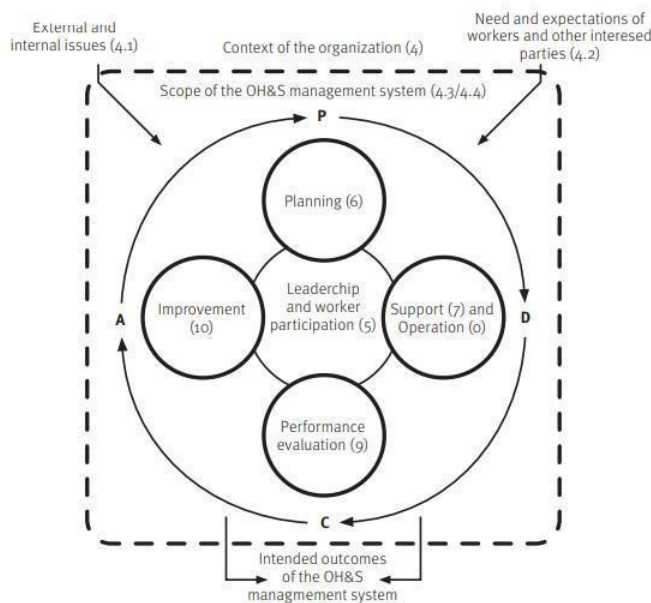 External and
internal issues (4.1)
Context of the organization (4)
Need and expectations of
workers and other interesed
parties (4.2)
Scope of the OH&S management system (4.3/4.4)
P
Planning (6)
A
Improvement
(10)
Leaderchip
and worker
participation (5)
Support (7) and
Operation (0)
D
Performance
evaluation (9)
C
Intended outcomes
of the OH&S
managmement system